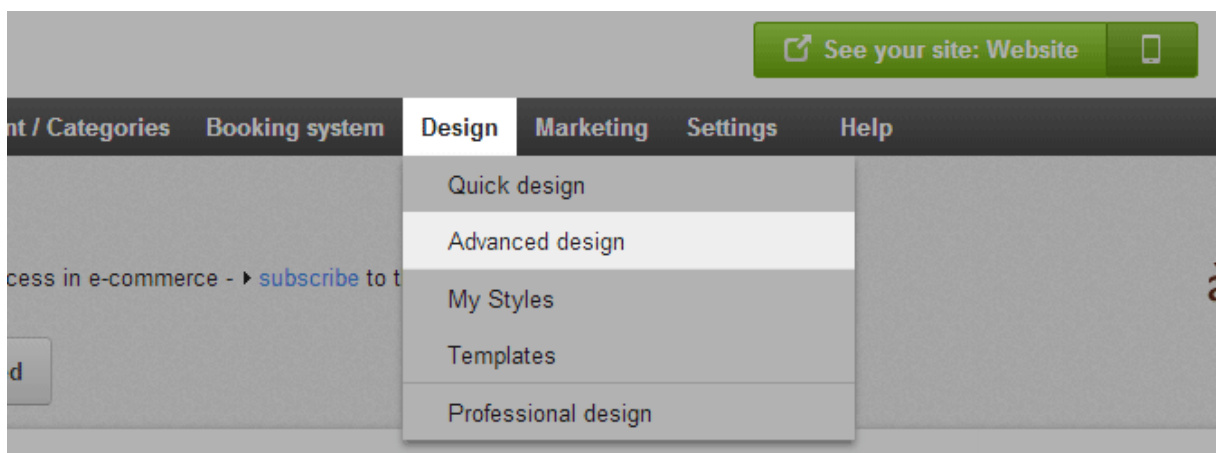 See your site: Website
nt / Categories Booking system Design Marketing Settings Help
Quick design
Advanced design
cess in e-commerce - ▸ subscribe to t
My Styles
Templates
ed
Professional design